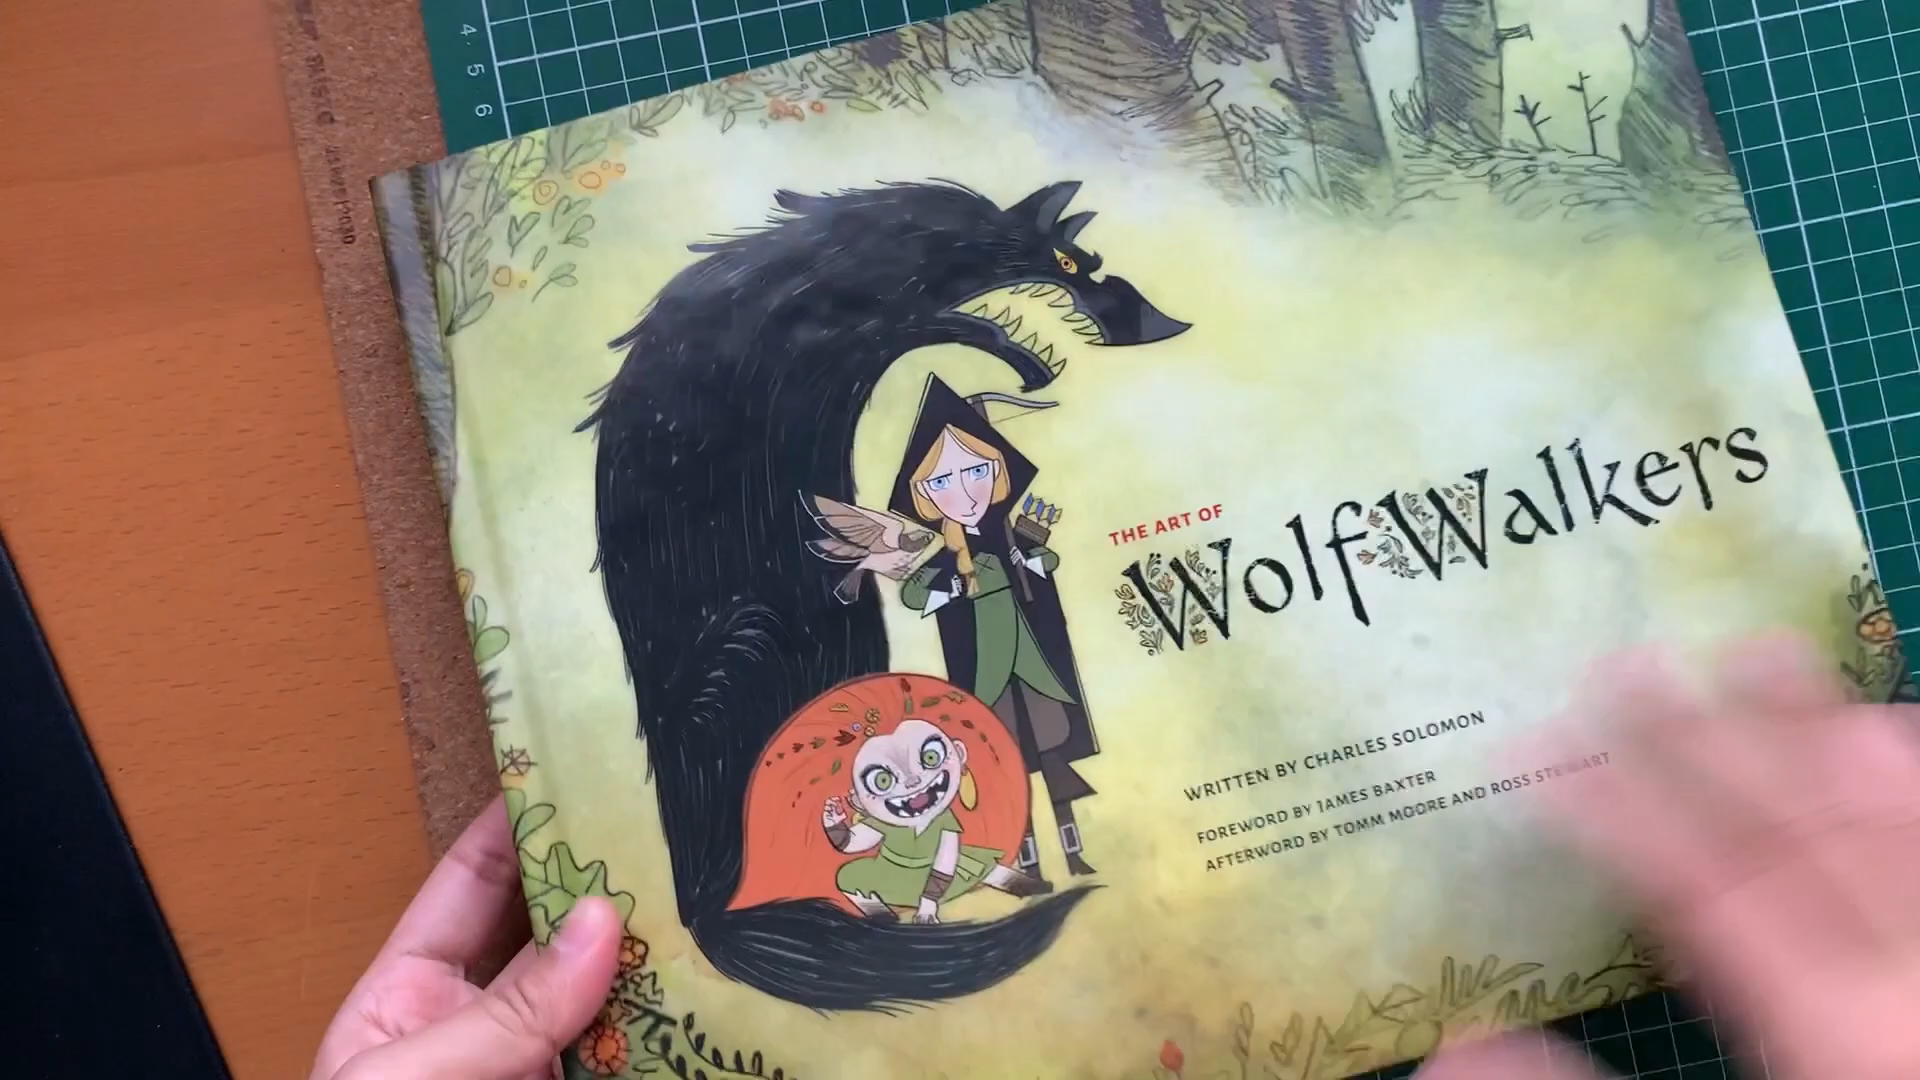 4
5
6
THE ART OF
WolfWalkers
WRITTEN BY CHARLES SOLOMON
FOREWORD BY JAMES BAXTER
AFTERWORD BY TOMM MOORE AND ROSS STEWART